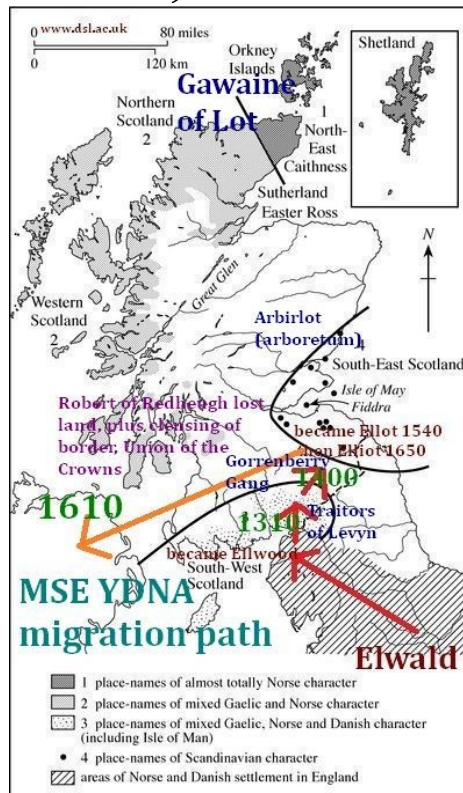 www.dsl.ac.uk
0 80 miles
0 120 km
Orkney
Islands
Shetland
Gawaine
of Lot
Northern
Scotland
2
1
North-
East
Caithness
Sutherland
Easter Ross
N
Great Glen
Western
Scotland
2
Arbirlot
(arboretum)
4
South-East Scotland
Isle of May
Fiddra
Robert of Redheugh lost
land, plus clensing of
border, Union of the
Crowns
became Ellot 1540
Elliot 1650
Gorrenberry
Gang
1400
1610
1310
Traitors
of Levyn
became Ellwood
South-West
Scotland
MSE YDNA
migration path
Elwald
1 place-names of almost totally Norse character
2 place-names of mixed Gaelic and Norse character
3 place-names of mixed Gaelic, Norse and Danish character
(including Isle of Man)
4 place-names of Scandinavian character
areas of Norse and Danish settlement in England